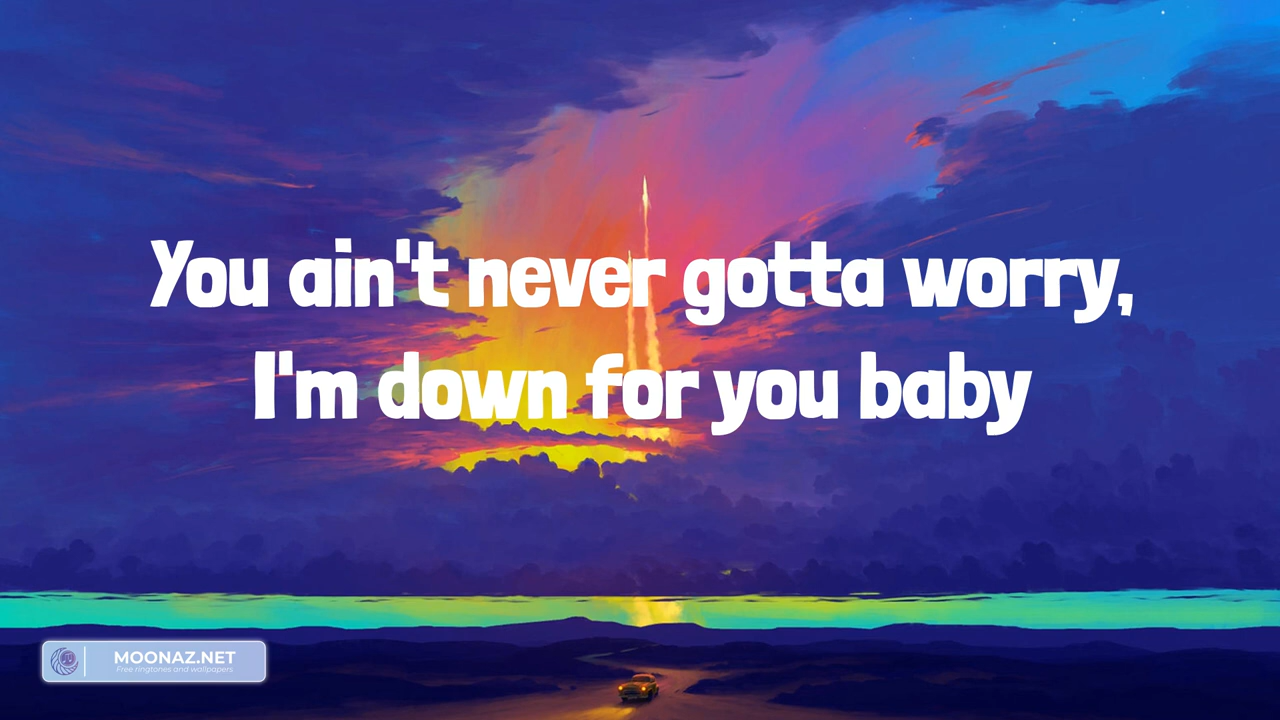 You ain't never gotta worry,
I'm down for you baby
MOONAZ.NET
Free ringtones and wallpapers